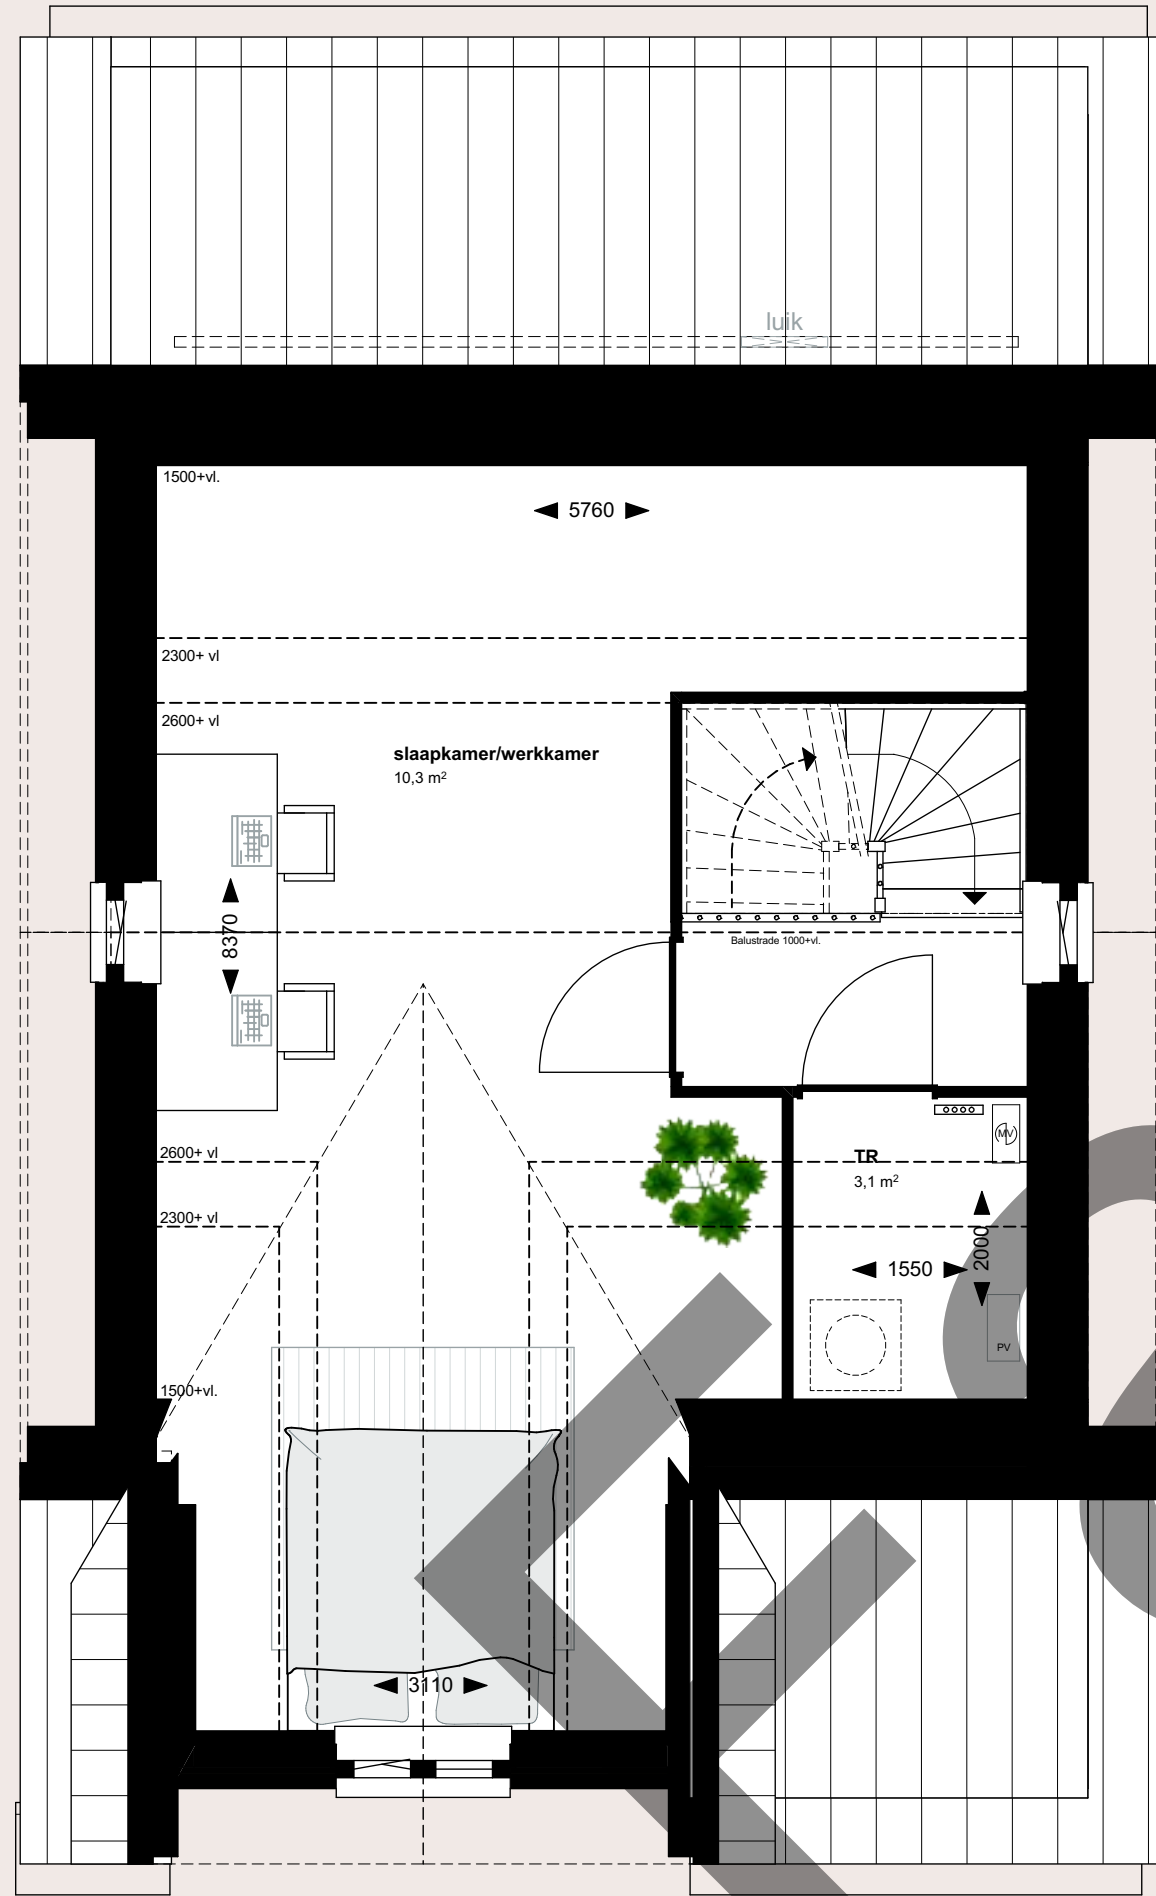 luik
1500+vl.
5760
2300+ vl
2600+ vl
slaapkamer/werkkamer
10,3 m²
8370
Balustrade 1000+vl.
2600+ vl
TR
3,1 m²
MV
2300+ vl
2000
1550
PV
1500+vl.
3110